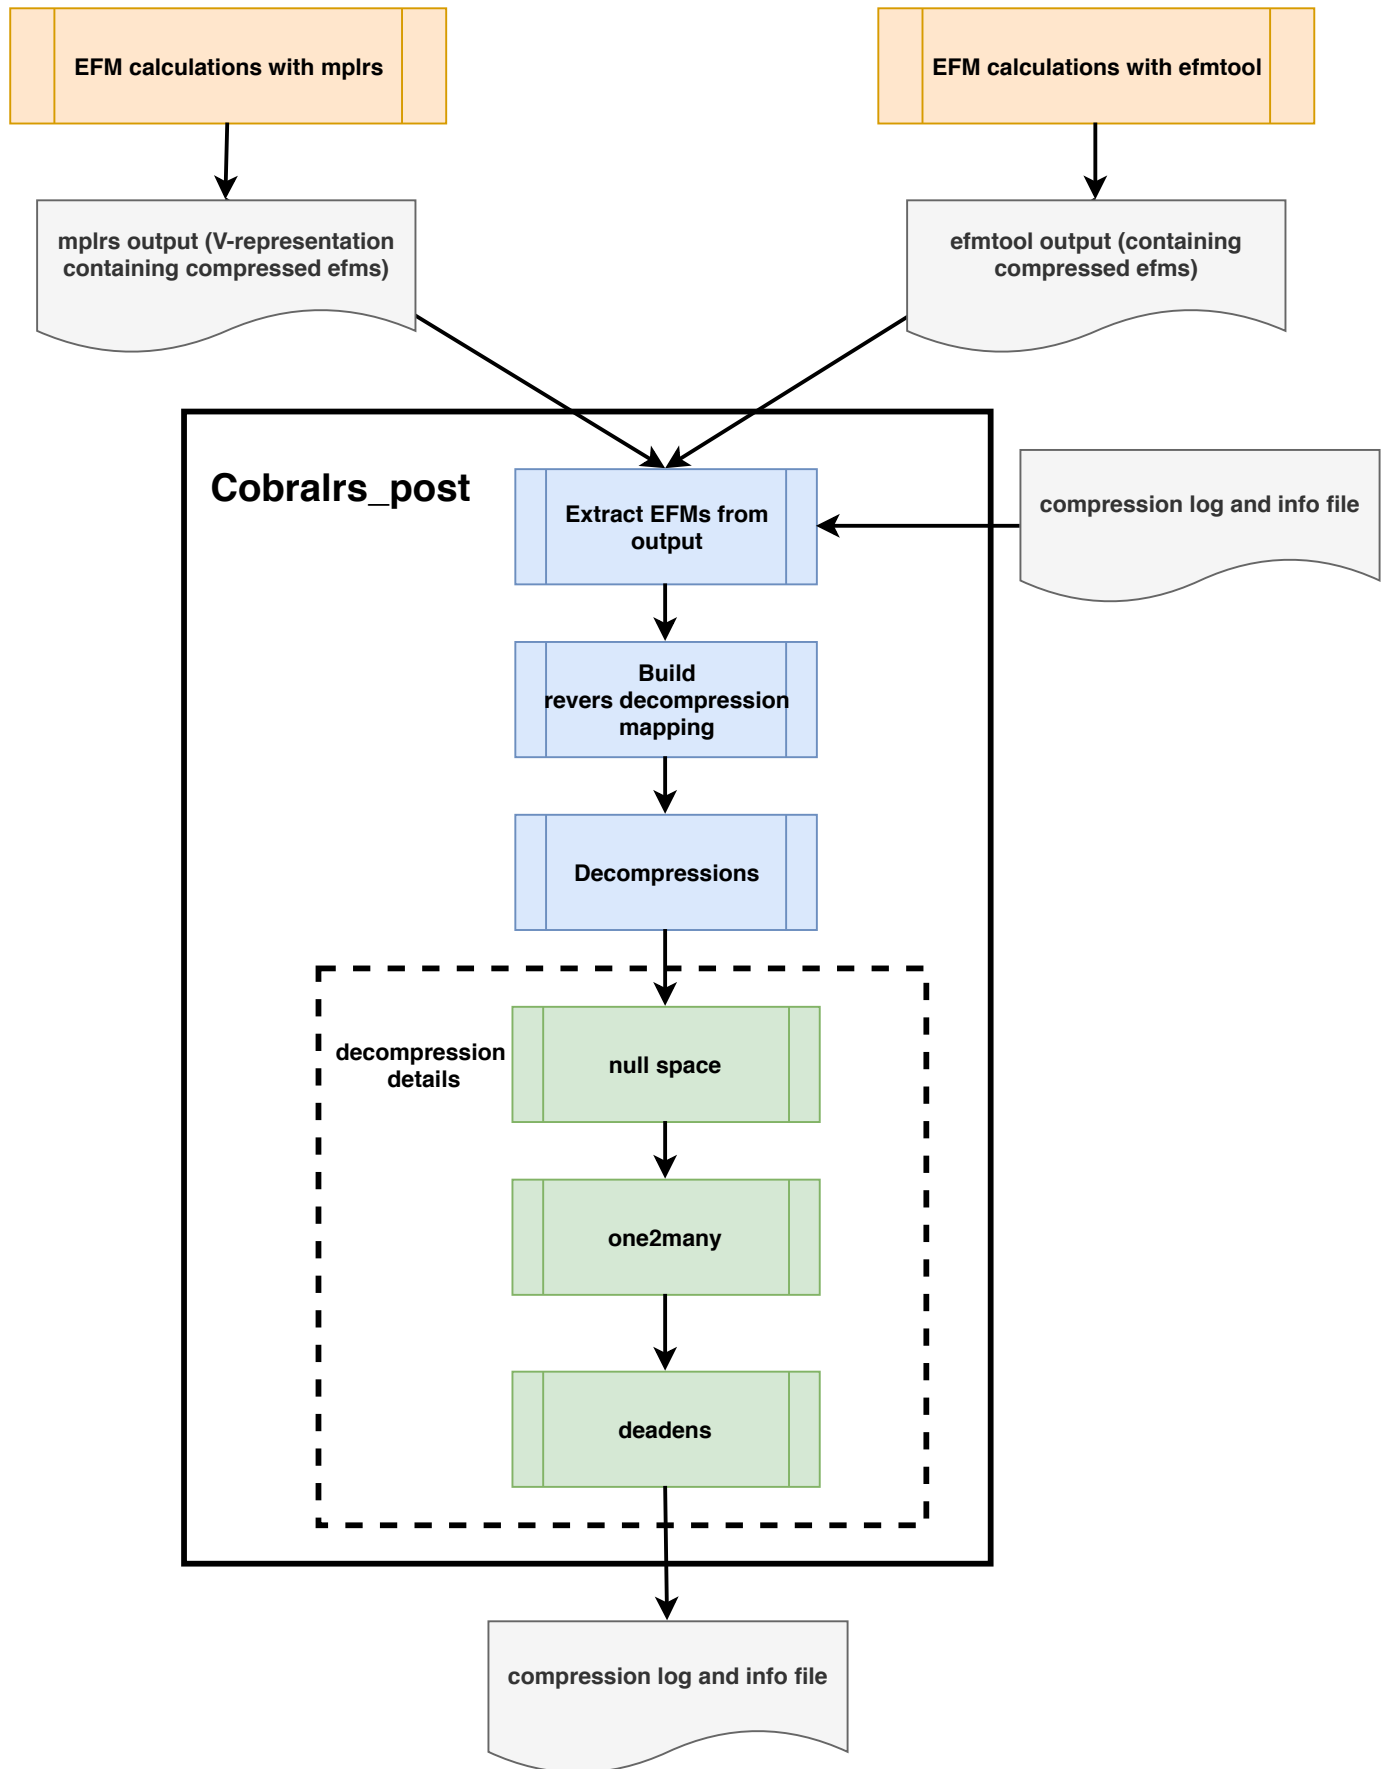 EFM calculations with mplrs
EFM calculations with efmtool
mplrs output (V-representation
containing compressed efms)
efmtool output (containing
compressed efms)
Cobralrs_post
Extract EFMs from
output
compression log and info file
Build
revers decompression
mapping
Decompressions
decompression
details
null space
one2many
deadens
compression log and info file